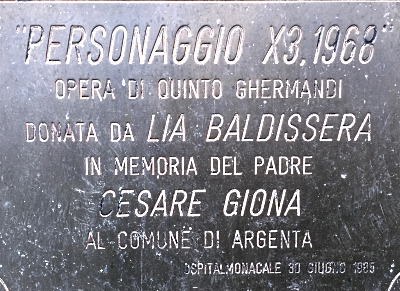 "PERSONAGGIO X3,1968"
OPERA DI QUINTO GHERMANDI
DONATA DA LIA BALDISSERA
IN MEMORIA DEL PADRE
CESARE GIONA
AL COMUNE DI ARGENTA
OSPITALMONACALE 30 GIUGNO 1985